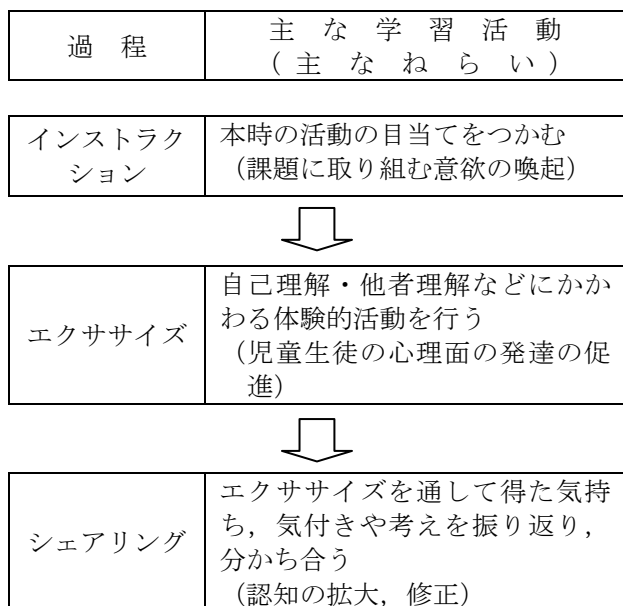 過 程
主 な 学 習 活 動
( 主 な ね ら い )
インストラク
ション
本時の活動の目当てをつかむ
（課題に取り組む意欲の喚起）
エクササイズ
自己理解・他者理解などにかか
わる体験的活動を行う
（児童生徒の心理面の発達の促
進）
シェアリング
エクササイズを通して得た気持
ち，気付きや考えを振り返り，
分かち合う
（認知の拡大，修正）